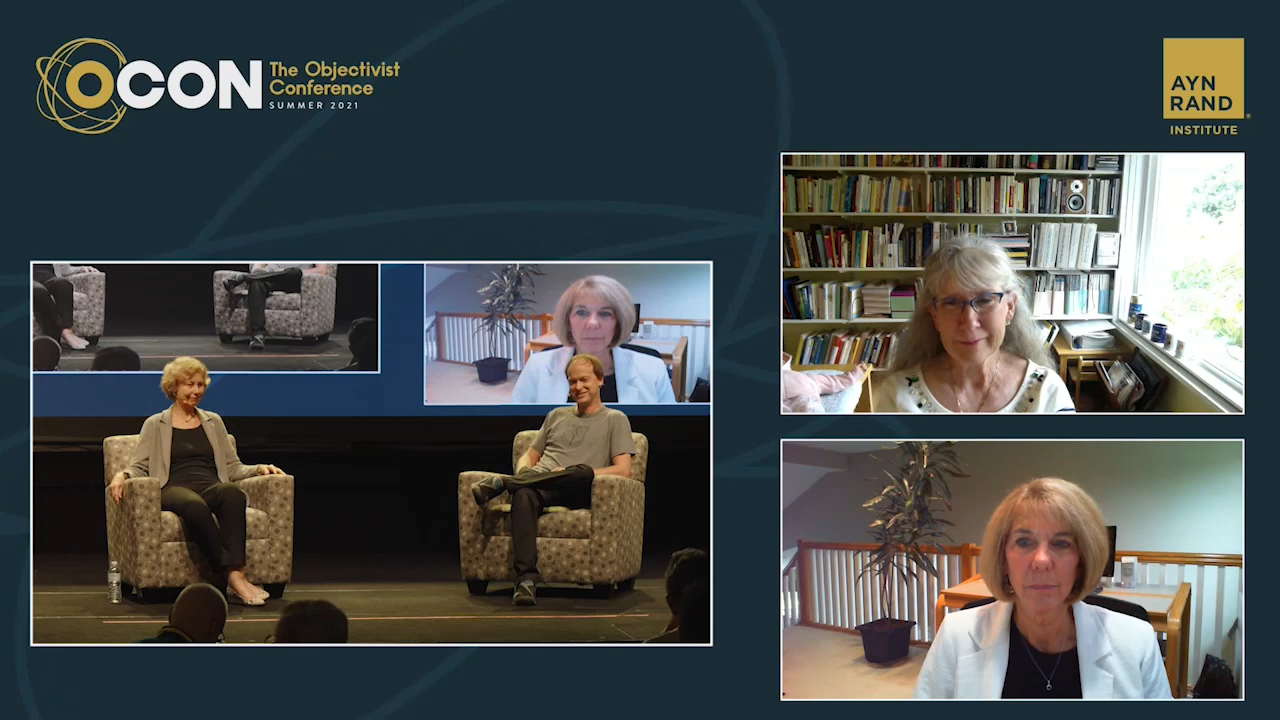 OCON
The Objectivist
Conference
SUMMER 2021
AYN
RAND
INSTITUTE